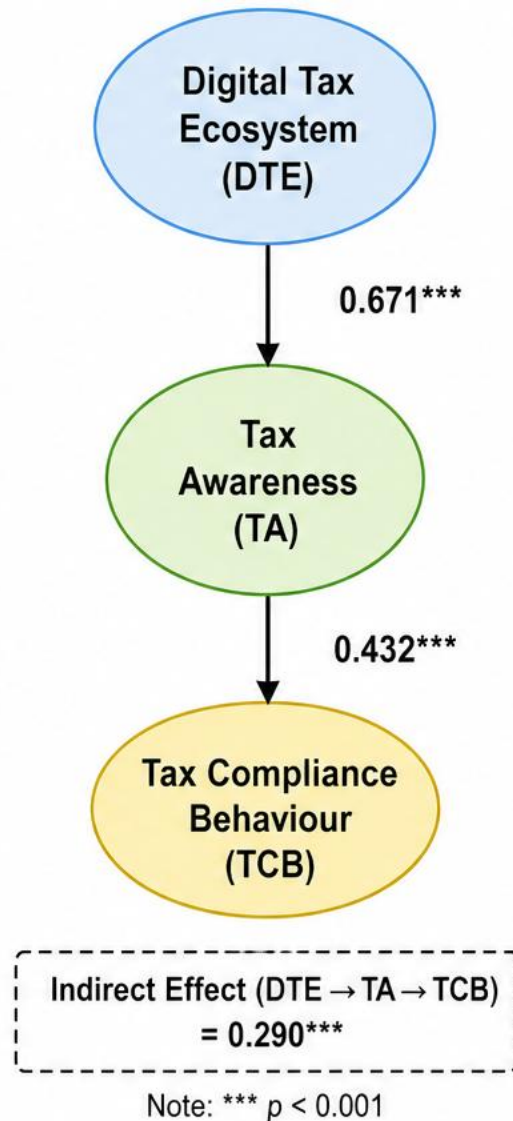 Digital Tax
Ecosystem
(DTE)
0.671***
Tax
Awareness
(TA)
0.432***
Tax Compliance
Behaviour
(TCB)
Indirect Effect (DTE → TA → TCB)
= 0.290***
Note: *** p < 0.001